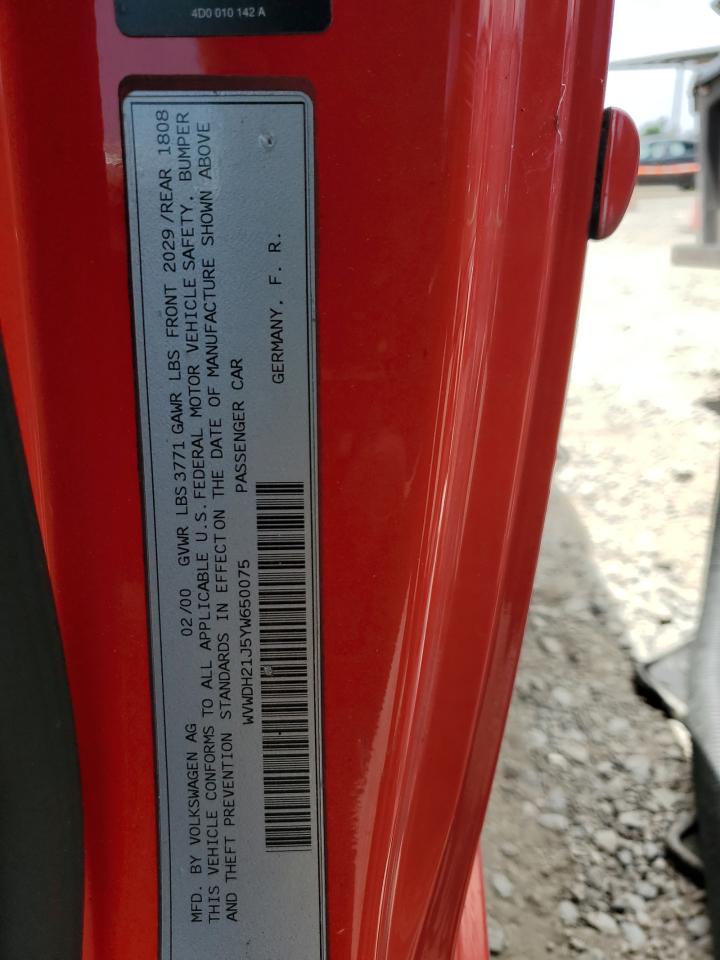 4D0 010 142 A
MFD. BY VOLKSWAGEN AG 02/00 GVWR LBS 3771 GAWR LBS FRONT 2029/REAR 1808
THIS VEHICLE CONFORMS TO ALL APPLICABLE U.S. FEDERAL MOTOR VEHICLE SAFETY, BUMPER
AND THEFT PREVENTION STANDARDS IN EFFECT ON THE DATE OF MANUFACTURE SHOWN ABOVE
WVWDH21J5YW650075 PASSENGER CAR
GERMANY, F. R.